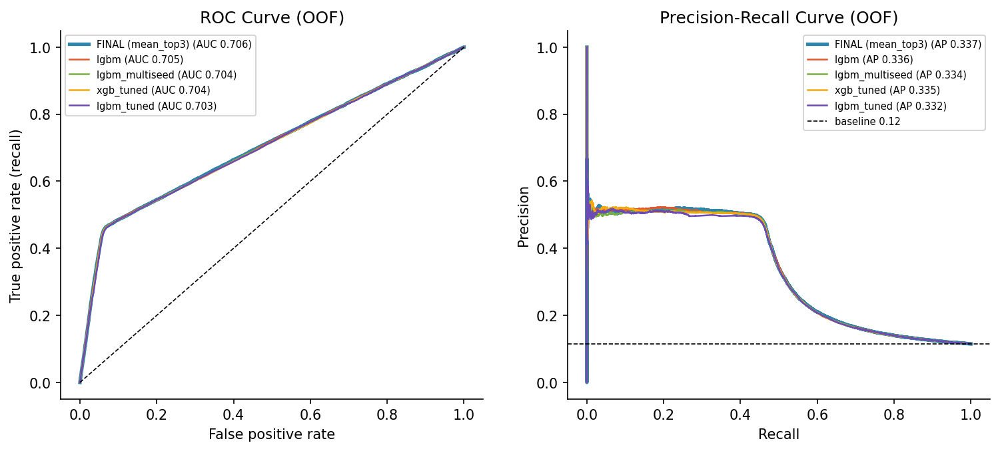 ROC Curve (OOF)
FINAL (mean_top3) (AUC 0.706)
lgbm (AUC 0.705)
lgbm_multiseed (AUC 0.704)
xgb_tuned (AUC 0.704)
lgbm_tuned (AUC 0.703)
1.0
0.8
0.6
0.4
0.2
0.0
True positive rate (recall)
0.0 0.2 0.4 0.6 0.8 1.0
False positive rate
Precision-Recall Curve (OOF)
FINAL (mean_top3) (AP 0.337)
lgbm (AP 0.336)
lgbm_multiseed (AP 0.334)
xgb_tuned (AP 0.335)
lgbm_tuned (AP 0.332)
baseline 0.12
1.0
0.8
0.6
0.4
0.2
0.0
Precision
0.0 0.2 0.4 0.6 0.8 1.0
Recall